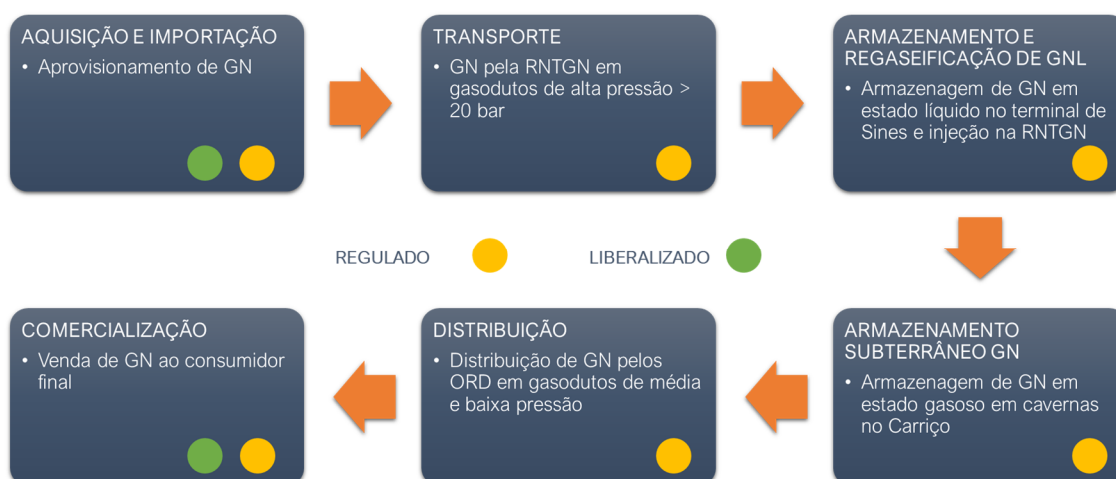 AQUISIÇÃO E IMPORTAÇÃO
• Aprovisionamento de GN
TRANSPORTE
• GN pela RNTGN em
gasodutos de alta pressão >
20 bar
ARMAZENAMENTO E
REGASEIFICAÇÃO DE GNL
• Armazenagem de GN em
estado líquido no terminal de
Sines e injeção na RNTGN
REGULADO
LIBERALIZADO
COMERCIALIZAÇÃO
• Venda de GN ao consumidor
final
DISTRIBUIÇÃO
• Distribuição de GN pelos
ORD em gasodutos de média
e baixa pressão
ARMAZENAMENTO
SUBTERRÂNEO GN
• Armazenagem de GN em
estado gasoso em cavernas
no Carriço